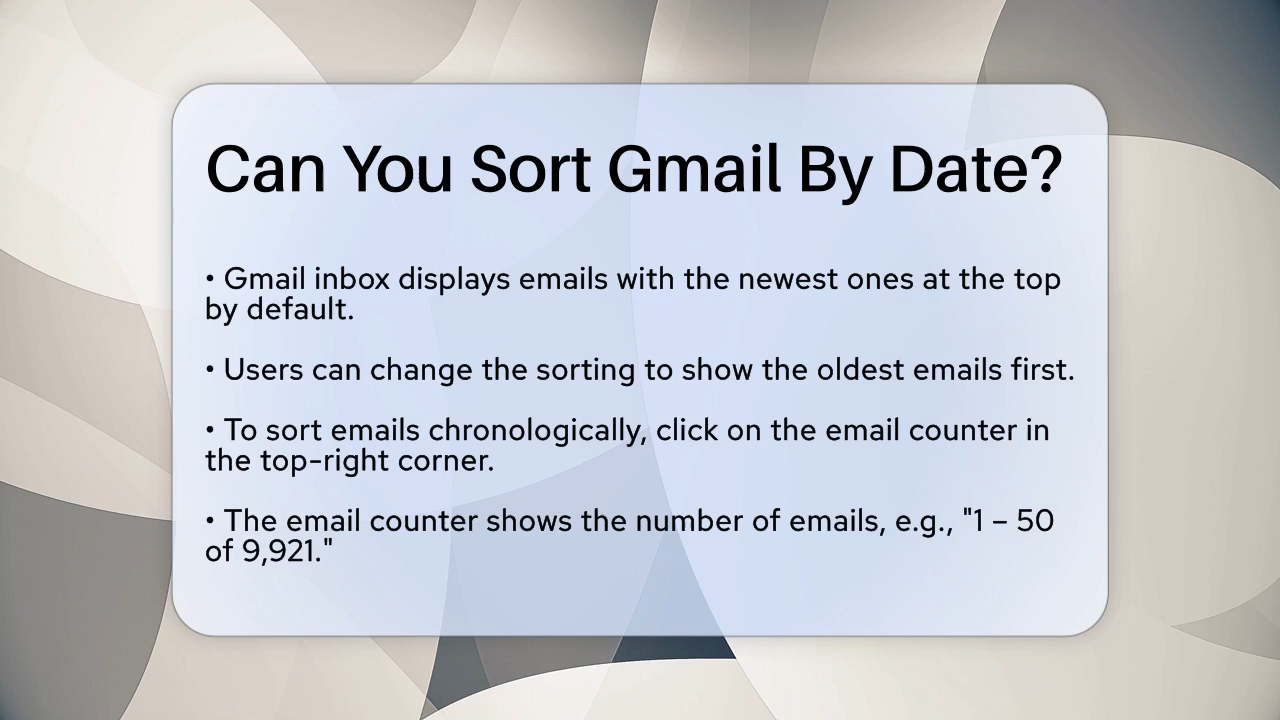 Can You Sort Gmail By Date?
• Gmail inbox displays emails with the newest ones at the top
by default.
• Users can change the sorting to show the oldest emails first.
• To sort emails chronologically, click on the email counter in
the top-right corner.
• The email counter shows the number of emails, e.g., "1 – 50
of 9,921."